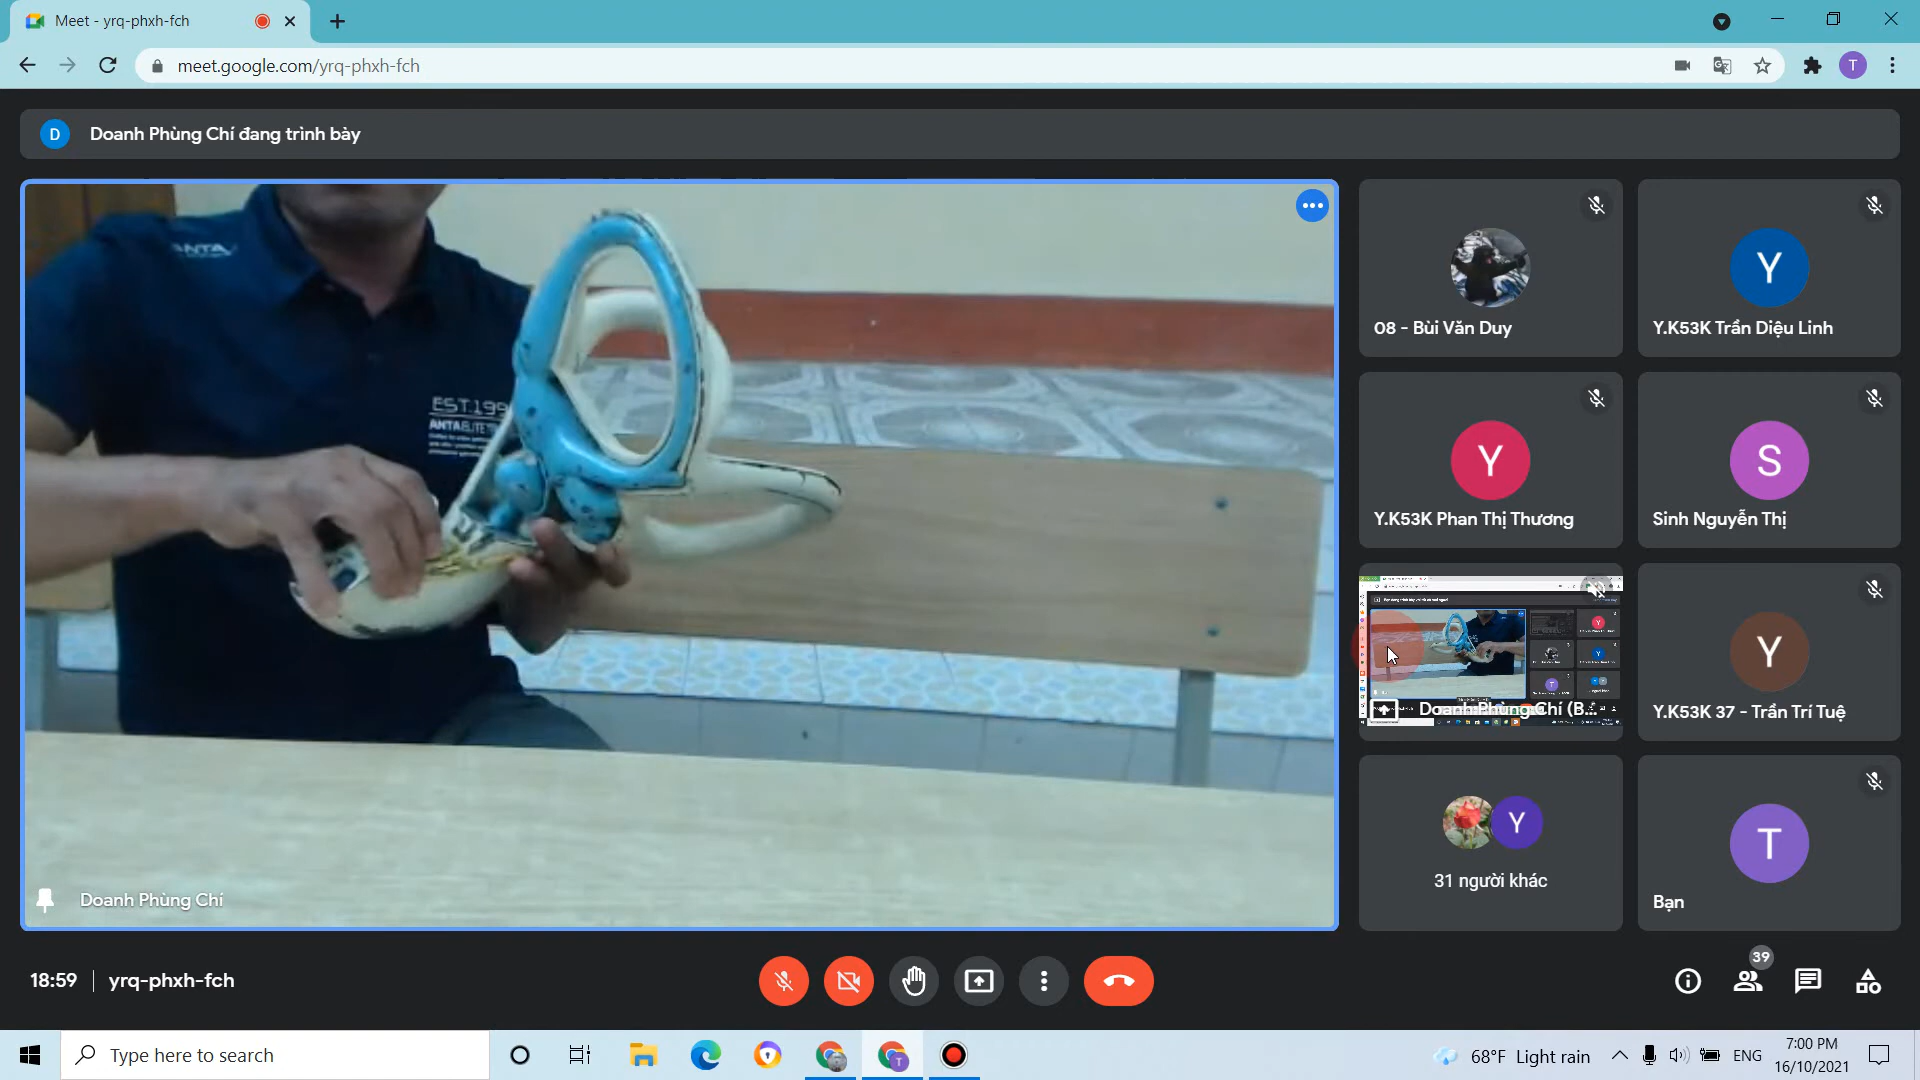 Meet - yrq-phxh-fch
meet.google.com/yrq-phxh-fch
T
D
Doanh Phùng Chí đang trình bày
ANTA
EST.199
ANTAELITE
Doanh Phùng Chí
08 - Bùi Văn Duy
Y
Y.K53K Trần Diệu Linh
Y
Y.K53K Phan Thị Thương
S
Sinh Nguyễn Thị
Doanh Phùng Chí (B...
Y
Y.K53K 37 - Trần Trí Tuệ
Y
31 người khác
T
Bạn
18:59
yrq-phxh-fch
39
Type here to search
68°F Light rain
ENG
7:00 PM
16/10/2021